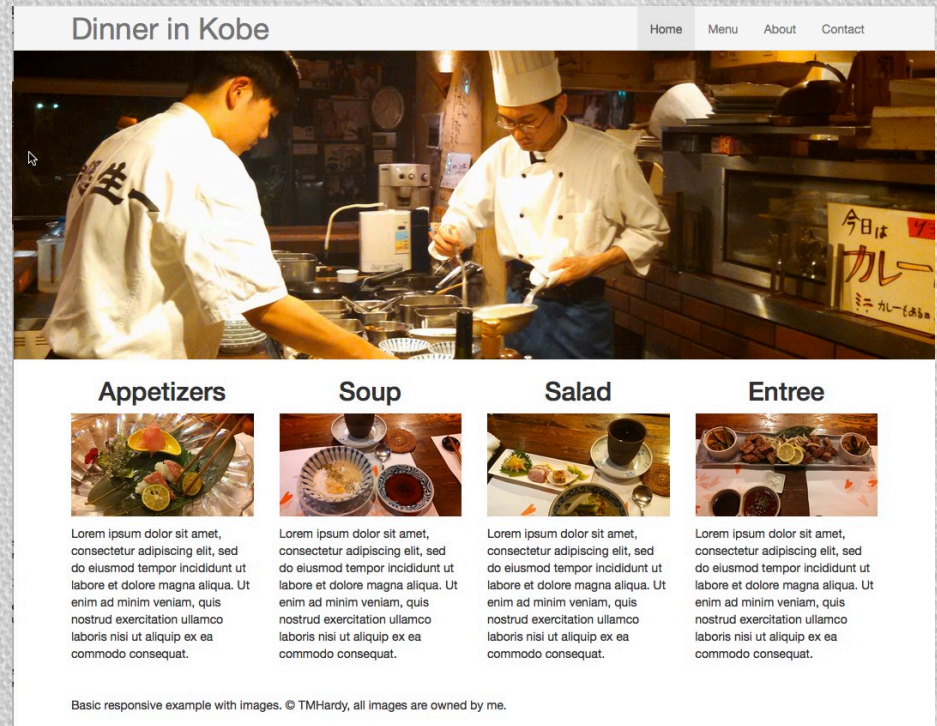 Dinner in Kobe
Home Menu About Contact
今日は
カレー
ミニ カレーもある
Appetizers Soup Salad Entree
Lorem ipsum dolor sit amet,
consectetur adipiscing elit, sed
do eiusmod tempor incididunt ut
labore et dolore magna aliqua. Ut
enim ad minim veniam, quis
nostrud exercitation ullamco
laboris nisi ut aliquip ex ea
commodo consequat.
Lorem ipsum dolor sit amet,
consectetur adipiscing elit, sed
do eiusmod tempor incididunt ut
labore et dolore magna aliqua. Ut
enim ad minim veniam, quis
nostrud exercitation ullamco
laboris nisi ut aliquip ex ea
commodo consequat.
Lorem ipsum dolor sit amet,
consectetur adipiscing elit, sed
do eiusmod tempor incididunt ut
labore et dolore magna aliqua. Ut
enim ad minim veniam, quis
nostrud exercitation ullamco
laboris nisi ut aliquip ex ea
commodo consequat.
Lorem ipsum dolor sit amet,
consectetur adipiscing elit, sed
do eiusmod tempor incididunt ut
labore et dolore magna aliqua. Ut
enim ad minim veniam, quis
nostrud exercitation ullamco
laboris nisi ut aliquip ex ea
commodo consequat.
Basic responsive example with images. © TMHardy, all images are owned by me.